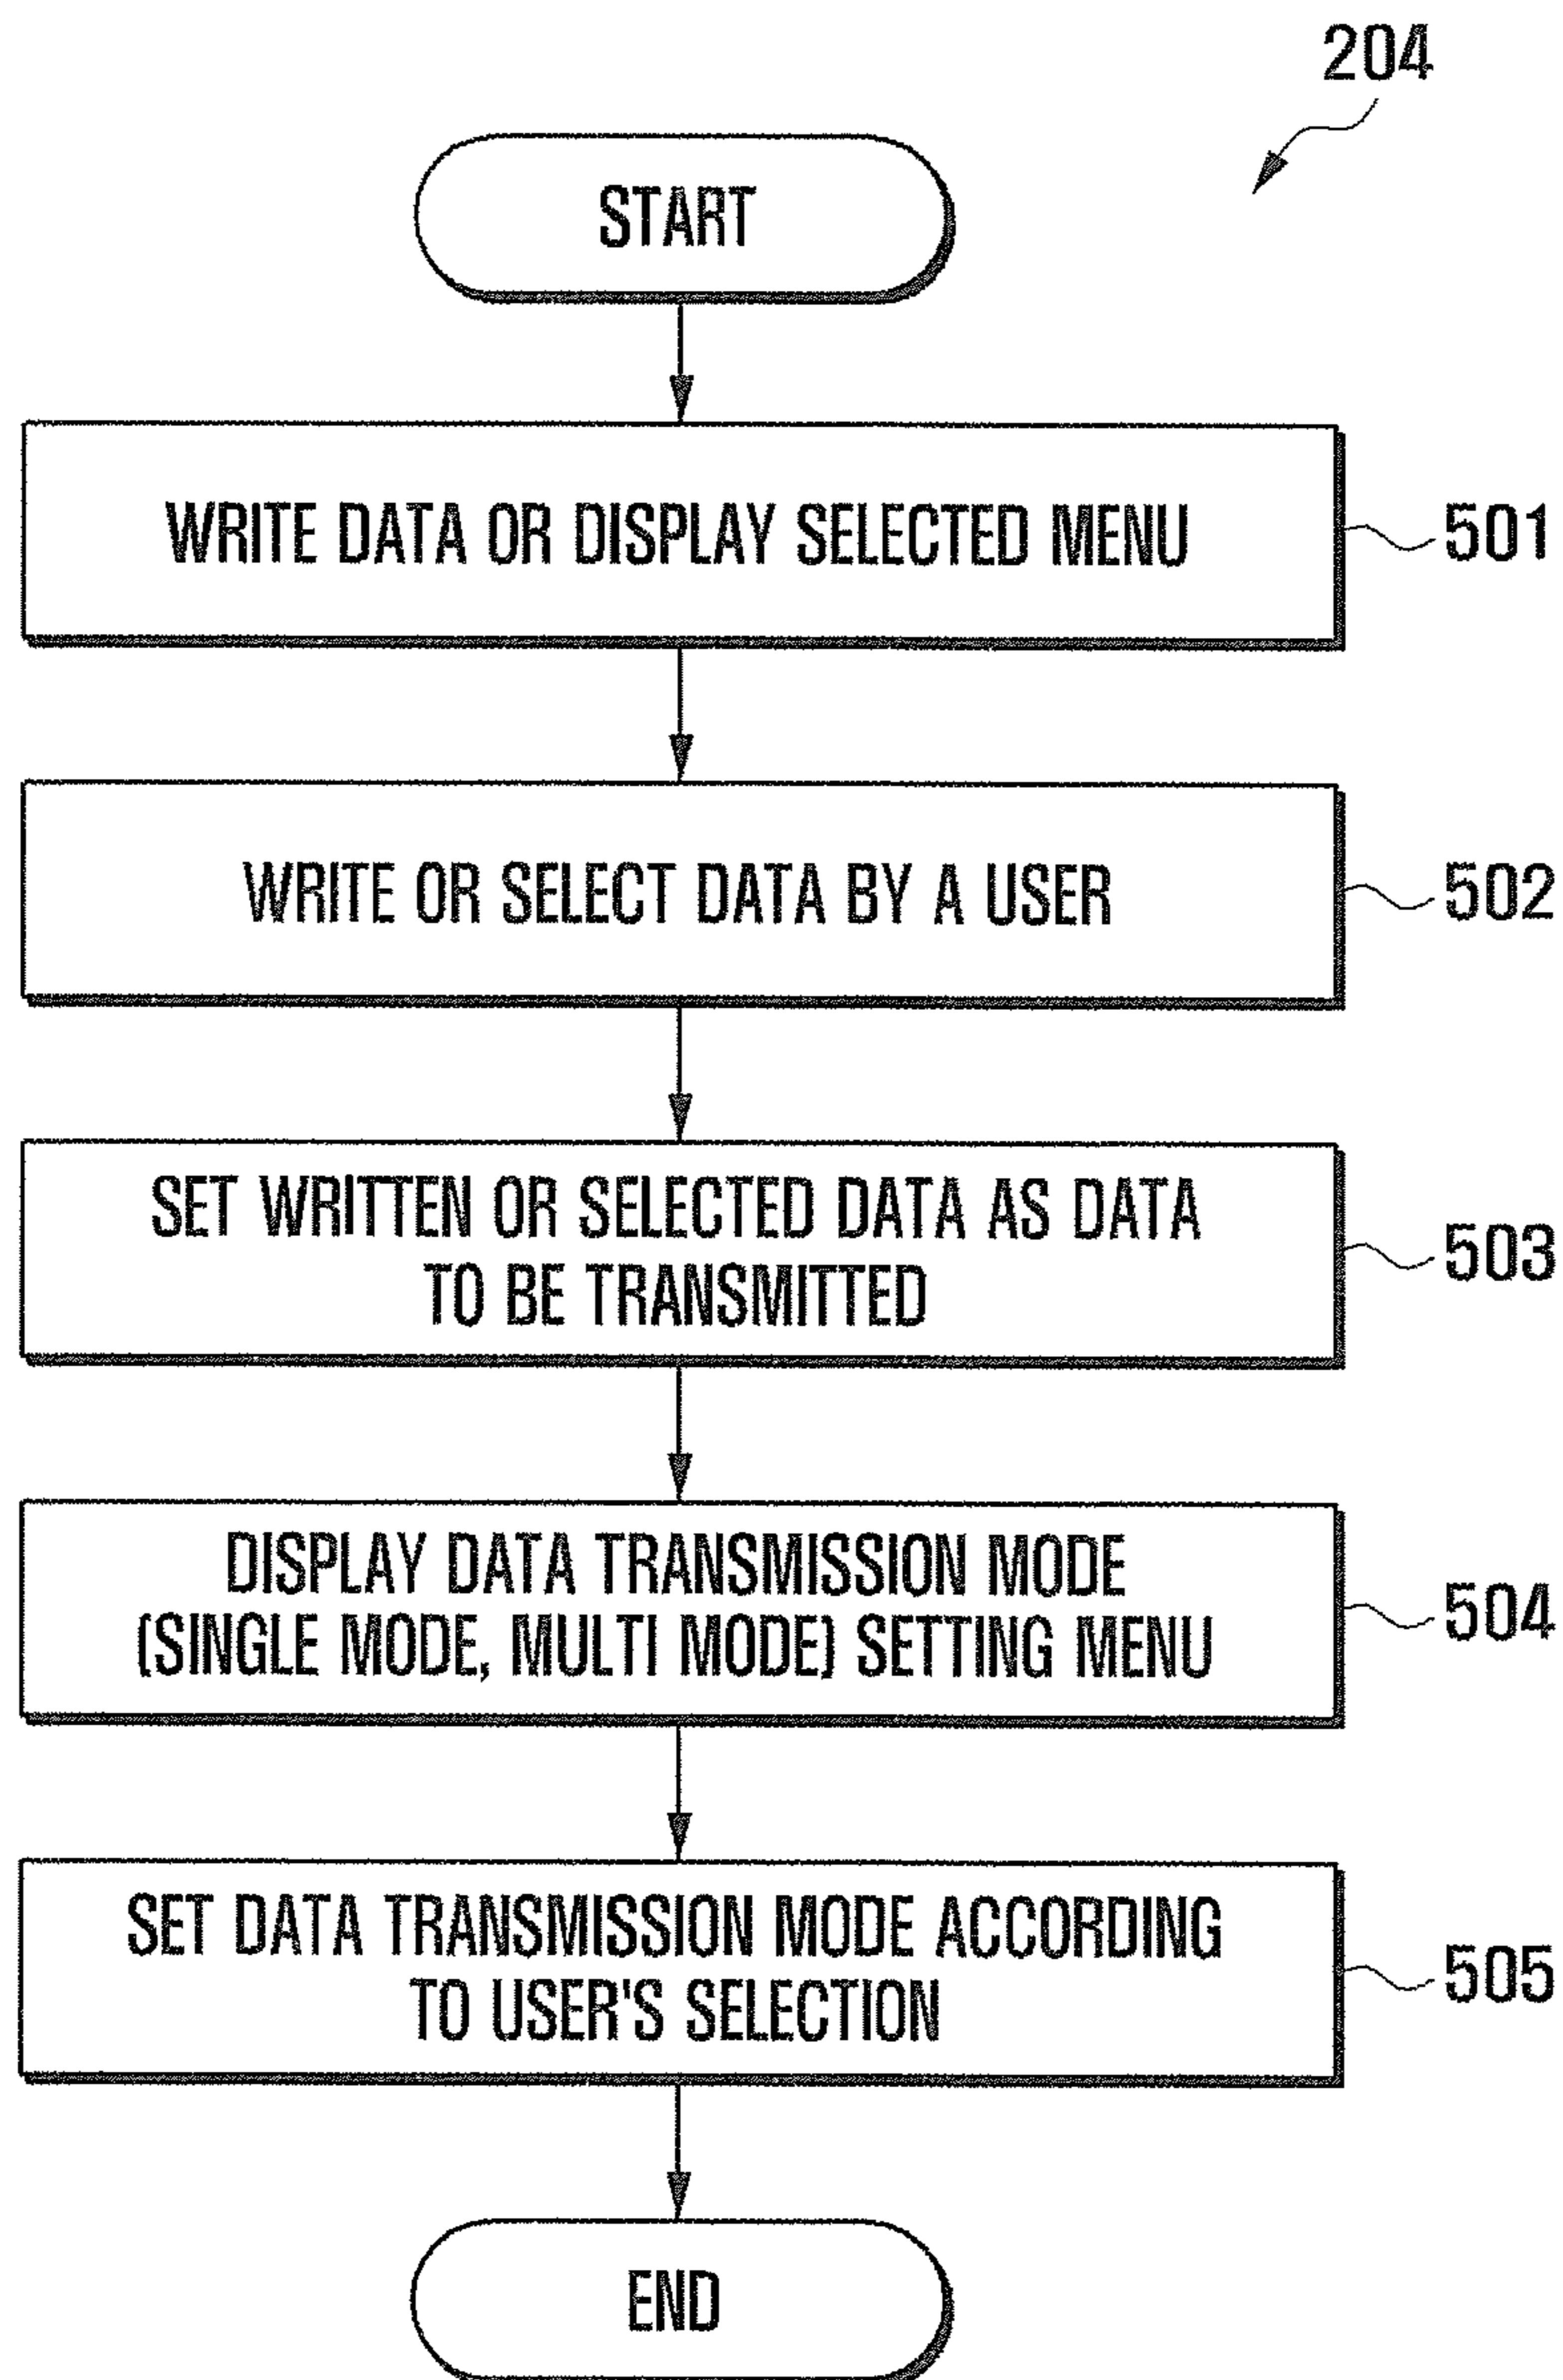 204
START
WRITE DATA OR DISPLAY SELECTED MENU
501
WRITE OR SELECT DATA BY A USER
502
SET WRITTEN OR SELECTED DATA AS DATA
TO BE TRANSMITTED
503
DISPLAY DATA TRANSMISSION MODE
(SINGLE MODE, MULTI MODE) SETTING MENU
504
SET DATA TRANSMISSION MODE ACCORDING
TO USER'S SELECTION
505
END